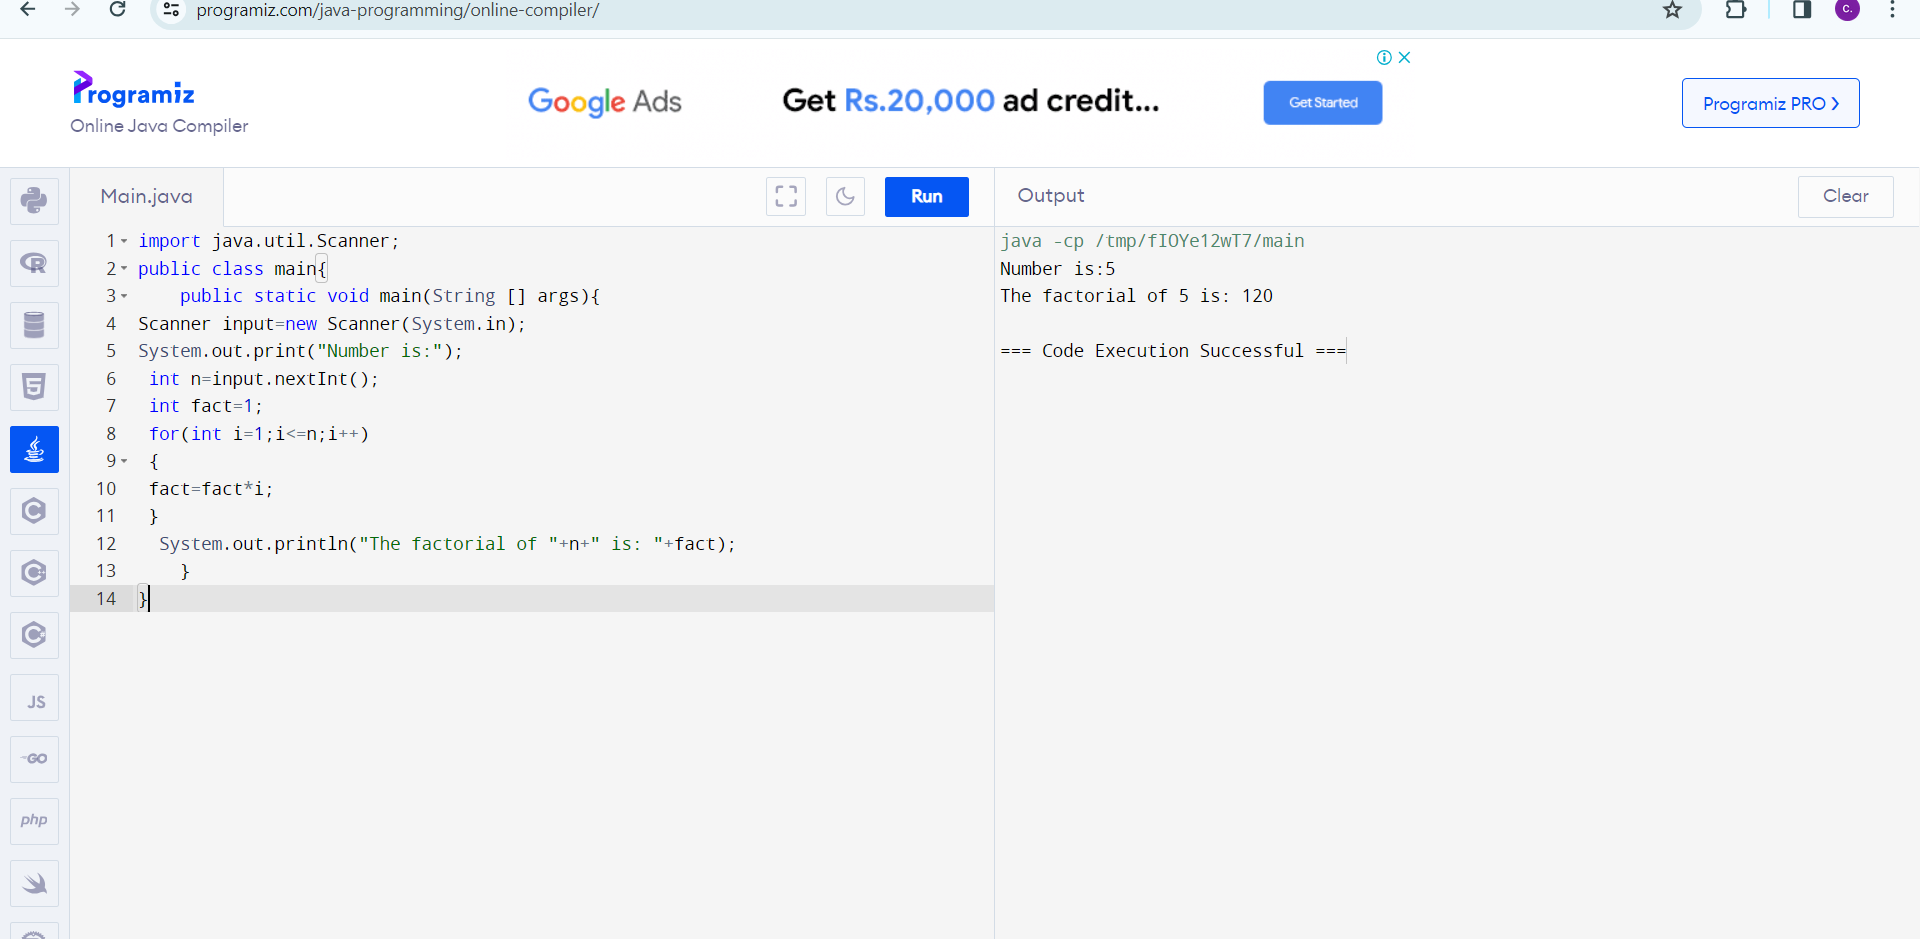 programiz.com/java-programming/online-compiler/
C.
Programiz
Online Java Compiler
Google Ads
Get Rs.20,000 ad credit...
Get Started
Programiz PRO ›
Main.java
Run
Output
Clear
1 import java.util.Scanner;
2 public class main{
3     public static void main(String [] args){
4 Scanner input=new Scanner(System.in);
5 System.out.print("Number is:");
6  int n=input.nextInt();
7  int fact=1;
8  for(int i=1;i<=n;i++)
9  {
10  fact=fact*i;
11  }
12   System.out.println("The factorial of "+n+" is: "+fact);
13     }
14 }
java -cp /tmp/fIOYe12wT7/main
Number is:5
The factorial of 5 is: 120
=== Code Execution Successful ===
R
5
C
C
C
JS
GO
php